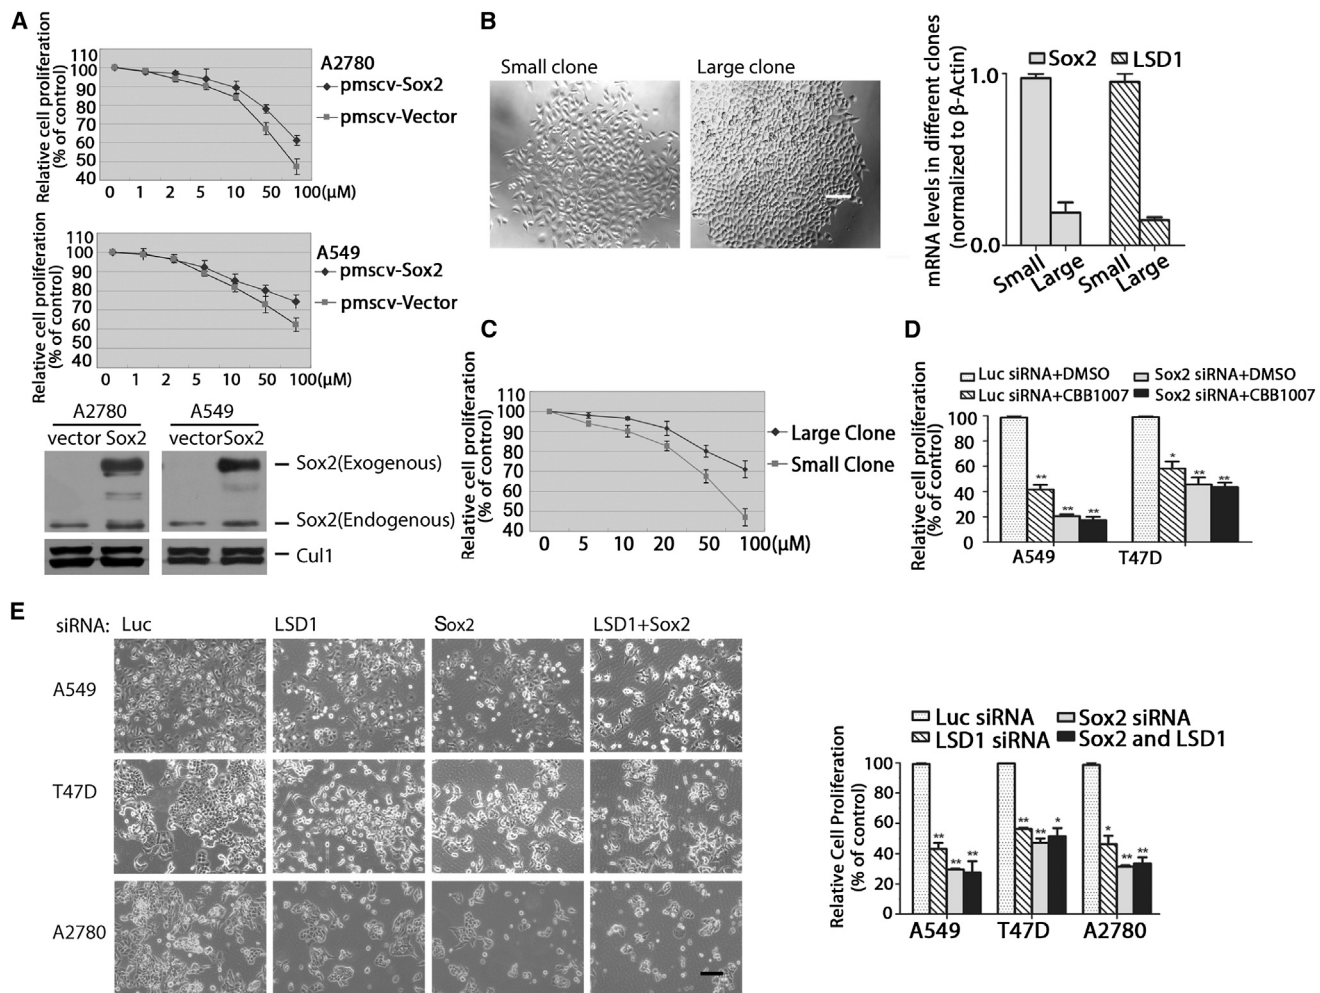 A
Relative cell proliferation
(% of control)
110
100
90
80
70
60
50
40
0 1 2 5 10 50 100(μM)
A2780
pmscv-Sox2
pmscv-Vector
Relative cell proliferation
(% of control)
110
100
90
80
70
60
50
40
0 1 2 5 10 50 100(μM)
A549
pmscv-Sox2
pmscv-Vector
A2780 A549
vector Sox2 vector Sox2
Sox2(Exogenous)
Sox2(Endogenous)
Cul1
B
Small clone Large clone
mRNA levels in different clones
(normalized to β-Actin)
Sox2 LSD1
1.0
0.0
Small Large Small Large
C
Relative cell proliferation
(% of control)
110
100
90
80
70
60
50
40
0 5 10 20 50 100(μM)
Large Clone
Small Clone
D
Luc siRNA+DMSO Sox2 siRNA+DMSO
Luc siRNA+CBB1007 Sox2 siRNA+CBB1007
Relative cell proliferation
(% of control)
100
80
60
40
20
0
** ** ** * ** **
A549 T47D
E
siRNA: Luc LSD1 Sox2 LSD1+Sox2
A549
T47D
A2780
Luc siRNA Sox2 siRNA
LSD1 siRNA Sox2 and LSD1
Relative Cell Proliferation
(% of control)
100
80
60
40
20
0
** ** ** ** ** * * ** **
A549 T47D A2780